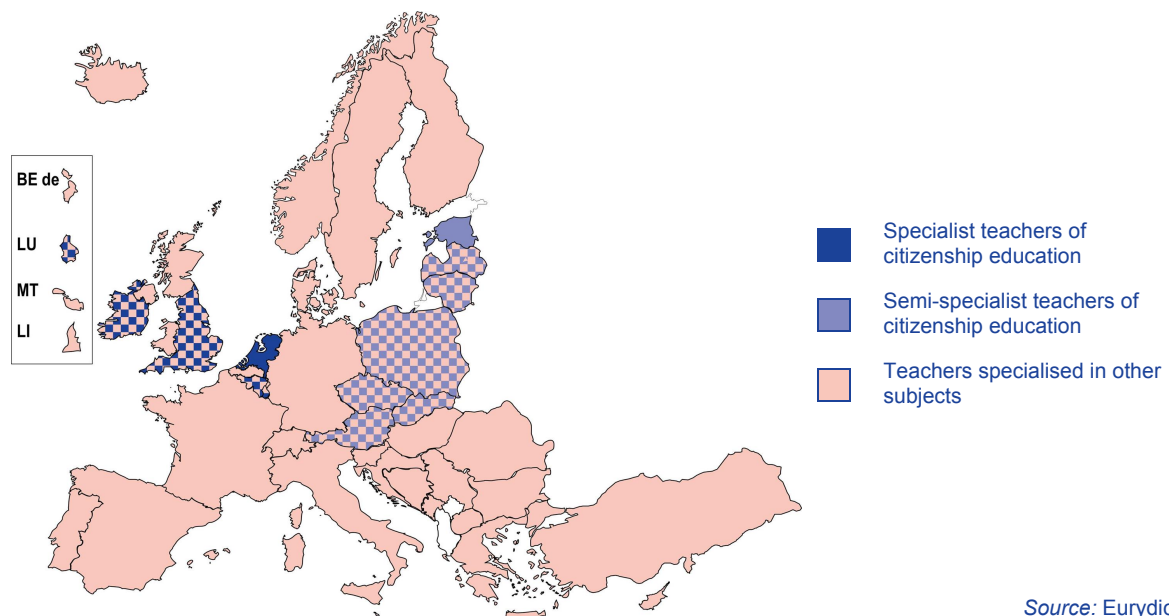 BE de
LU
MT
LI
Specialist teachers of
citizenship education
Semi-specialist teachers of
citizenship education
Teachers specialised in other
subjects
Source: Eurydic